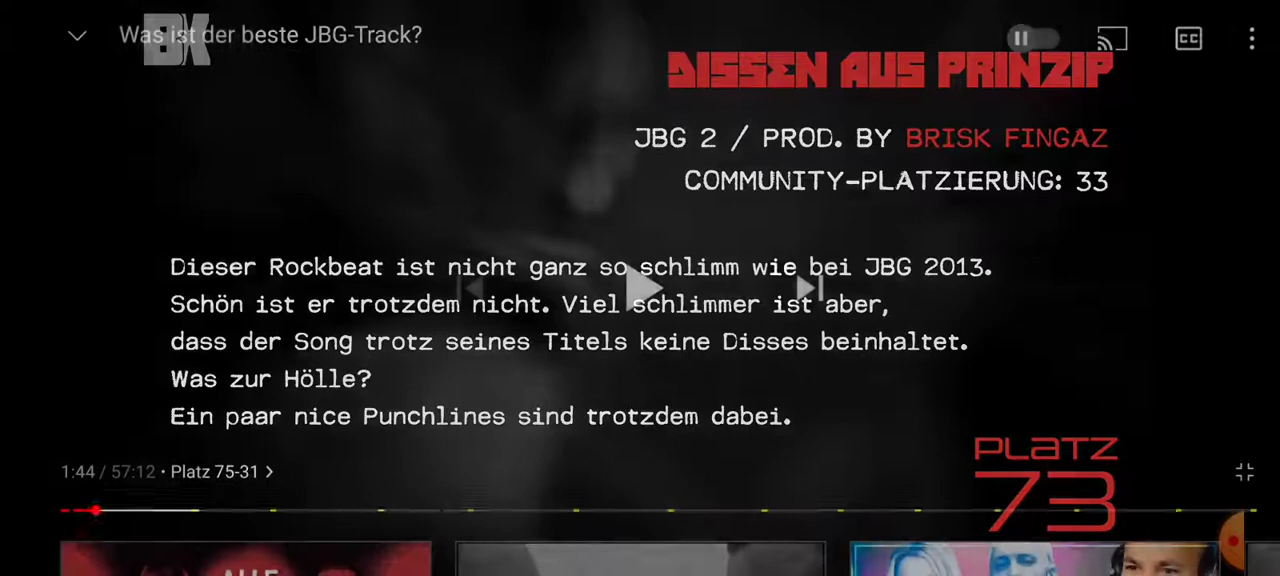 Was ist der beste JBG-Track?
BK
DISSEN AUS PRINZIP
JBG 2 / PROD. BY BRISK FINGAZ
COMMUNITY-PLATZIERUNG: 33
Dieser Rockbeat ist nicht ganz so schlimm wie bei JBG 2013.
Schön ist er trotzdem nicht. Viel schlimmer ist aber,
dass der Song trotz seines Titels keine Disses beinhaltet.
Was zur Hölle?
Ein paar nice Punchlines sind trotzdem dabei.
PLATZ
73
1:44 / 57:12 • Platz 75-31 >
ALLE